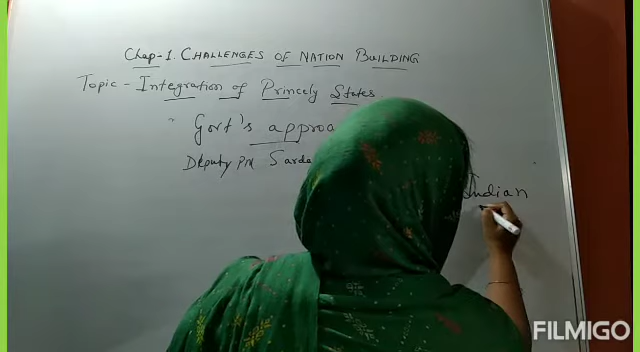 Chap-1. CHALLENGES OF NATION BUILDING
Topic - Integration of Princely States
"Govt's approa
Deputy PM Sarda
Indian
FILMIGO